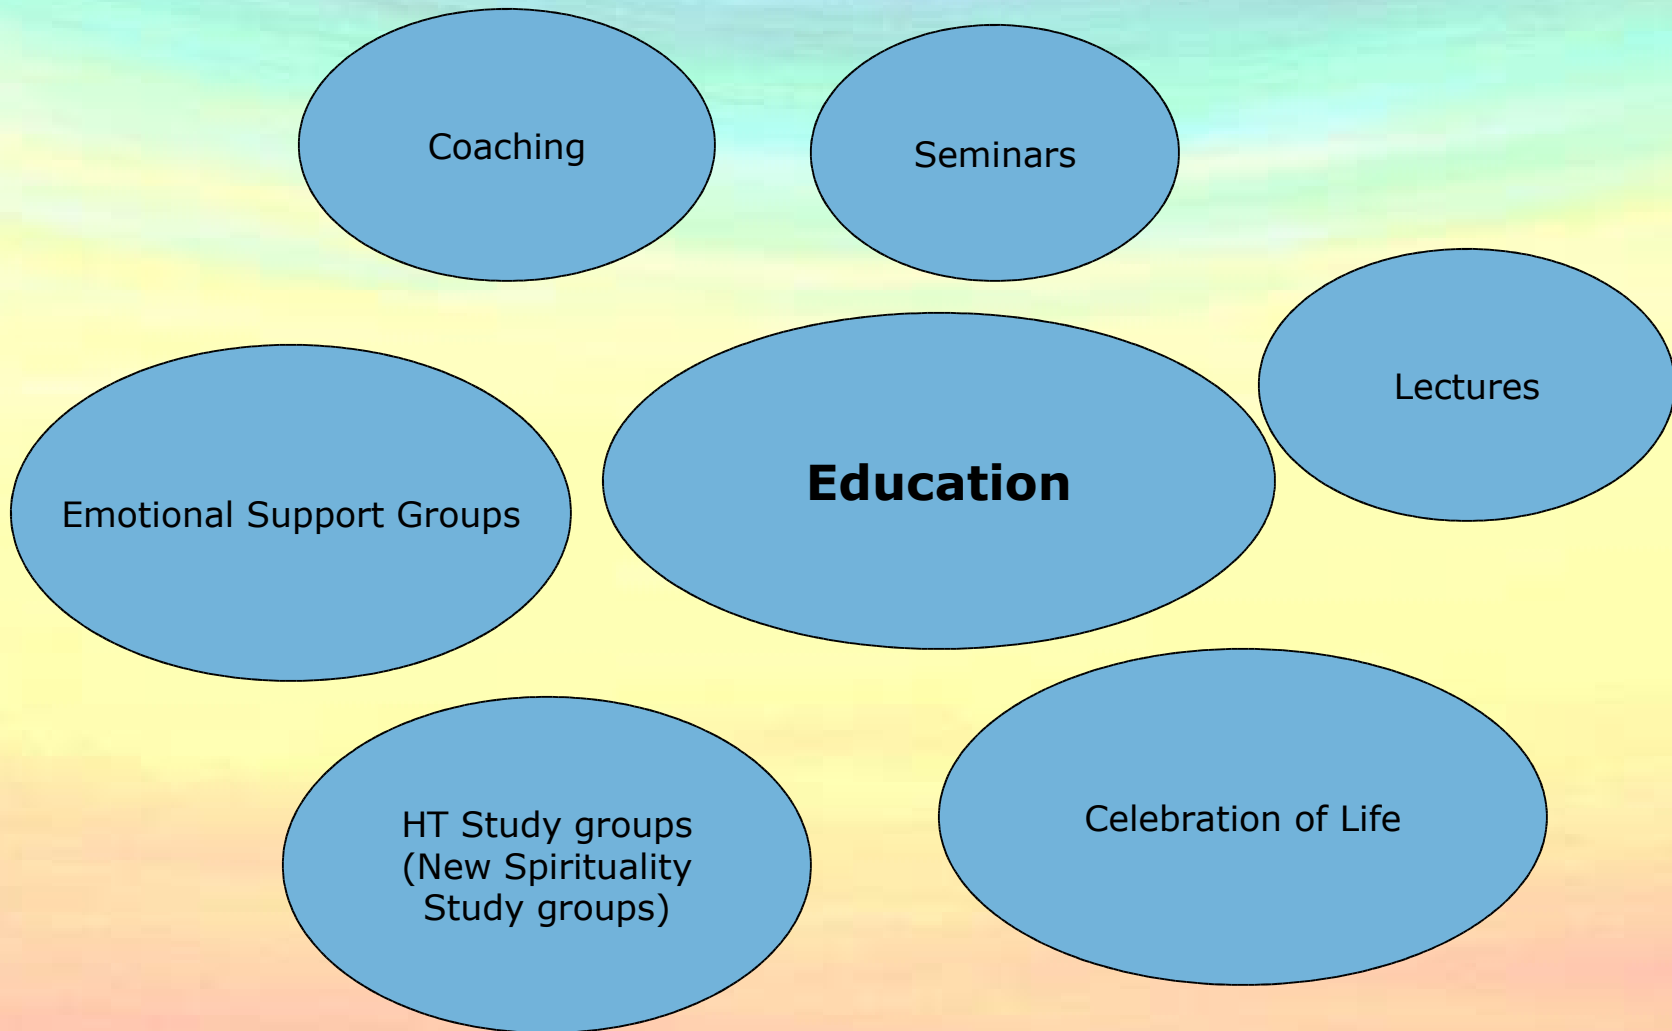 Coaching
Seminars
Lectures
Education
Emotional Support Groups
HT Study groups
(New Spirituality
Study groups)
Celebration of Life